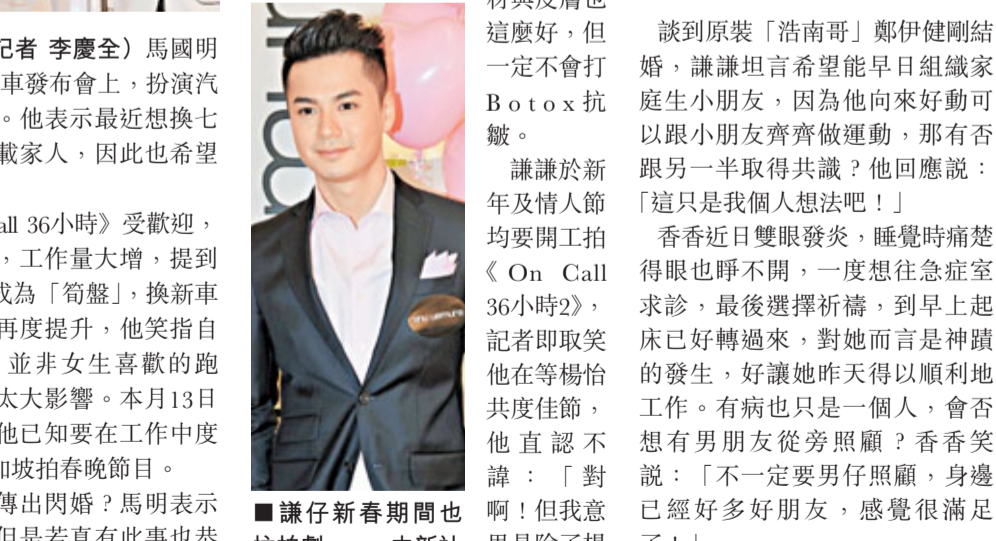 記者 李慶全）馬國明
車發布會上，扮演汽
。他表示最近想換七
載家人，因此也希望
all 36小時》受歡迎，
，工作量大增，提到
成為「筍盤」，換新車
再度提升，他笑指自
並非女生喜歡的跑
太大影響。本月13日
他已知要在工作中度
加坡拍春晚節目。
傳出閃婚？馬明表示
但是若真有此事也恭
mur
■謙仔新春期間也
材與皮膚也
這麼好，但
一定不會打
Botox抗
皺。
謙謙於新
年及情人節
均要開工拍
《On Call
36小時2》，
記者即取笑
他在等楊怡
共度佳節，
他直認不
諱：「對
啊！但我意
談到原裝「浩南哥」鄭伊健剛結
婚，謙謙坦言希望能早日組織家
庭生小朋友，因為他向來好動可
以跟小朋友齊齊做運動，那有否
跟另一半取得共識？他回應説：
「這只是我個人想法吧！」
香香近日雙眼發炎，睡覺時痛楚
得眼也睜不開，一度想往急症室
求診，最後選擇祈禱，到早上起
床已好轉過來，對她而言是神蹟
的發生，好讓她昨天得以順利地
工作。有病也只是一個人，會否
想有男朋友從旁照顧？香香笑
説：「不一定要男仔照顧，身邊
已經好多好朋友，感覺很滿足
了！」